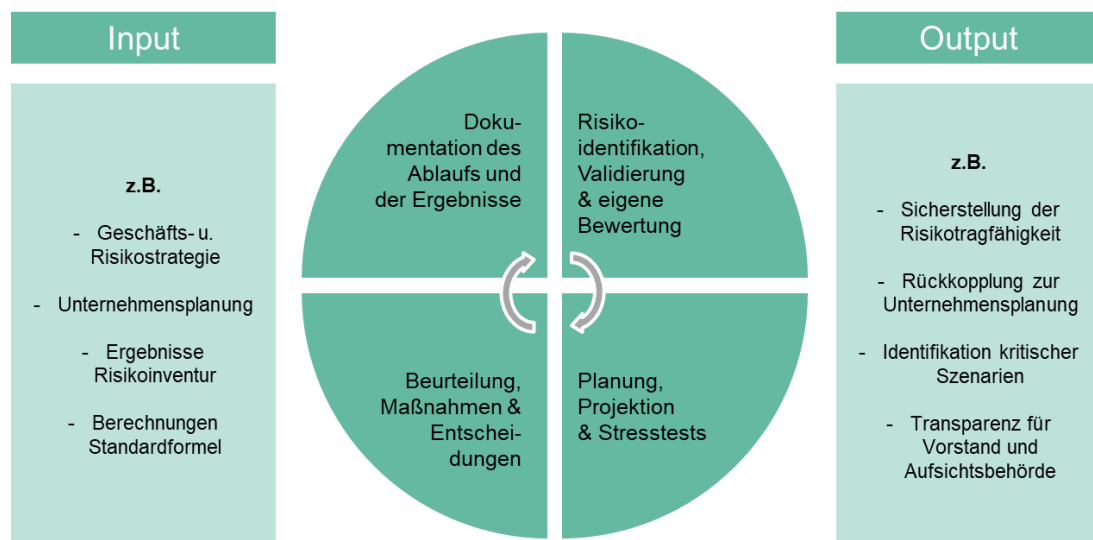 Input
z.B.
- Geschäfts- u.
Risikostrategie
- Unternehmensplanung
- Ergebnisse
Risikoinventur
- Berechnungen
Standardformel
Doku-
mentation des
Ablaufs und
der Ergebnisse
Risiko-
identifikation,
Validierung
& eigene
Bewertung
Beurteilung,
Maßnahmen &
Entschei-
dungen
Planung,
Projektion
& Stresstests
Output
z.B.
- Sicherstellung der
Risikotragfähigkeit
- Rückkopplung zur
Unternehmensplanung
- Identifikation kritischer
Szenarien
- Transparenz für
Vorstand und
Aufsichtsbehörde